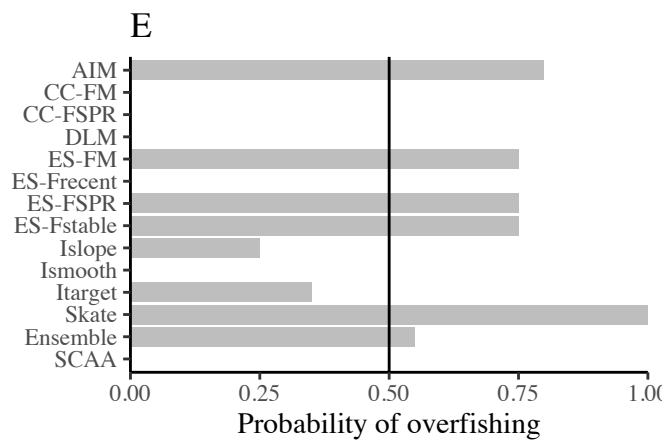 E
AIM
CC-FM
CC-FSPR
DLM
ES-FM
ES-Frecent
ES-FSPR
ES-Fstable
Islope
Ismooth
Itarget
Skate
Ensemble
SCAA
0.00 0.25 0.50 0.75 1.00
Probability of overfishing